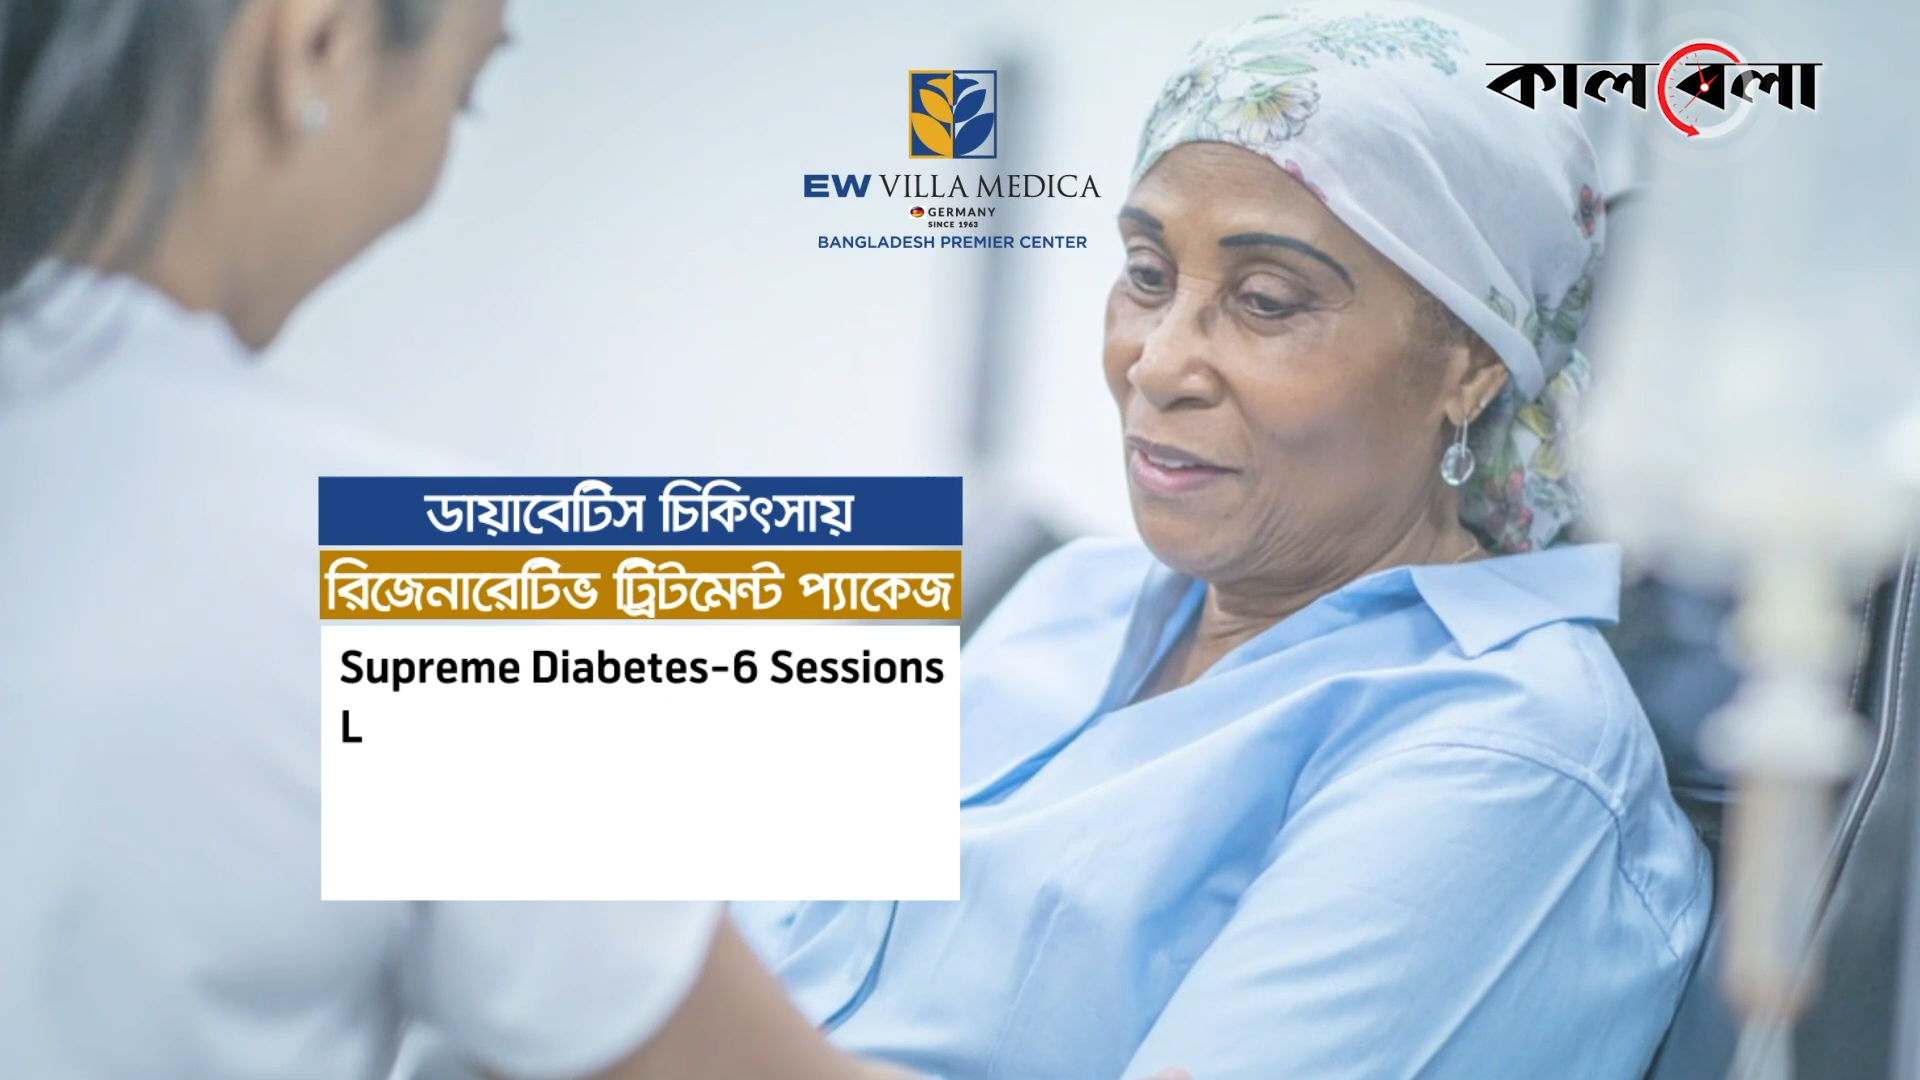 কালবেলা
EW VILLA MEDICA
GERMANY
SINCE 1963
BANGLADESH PREMIER CENTER
ডায়াবেটিস চিকিৎসায়
রিজেনারেটিভ ট্রিটমেন্ট প্যাকেজ
Supreme Diabetes-6 Sessions
L